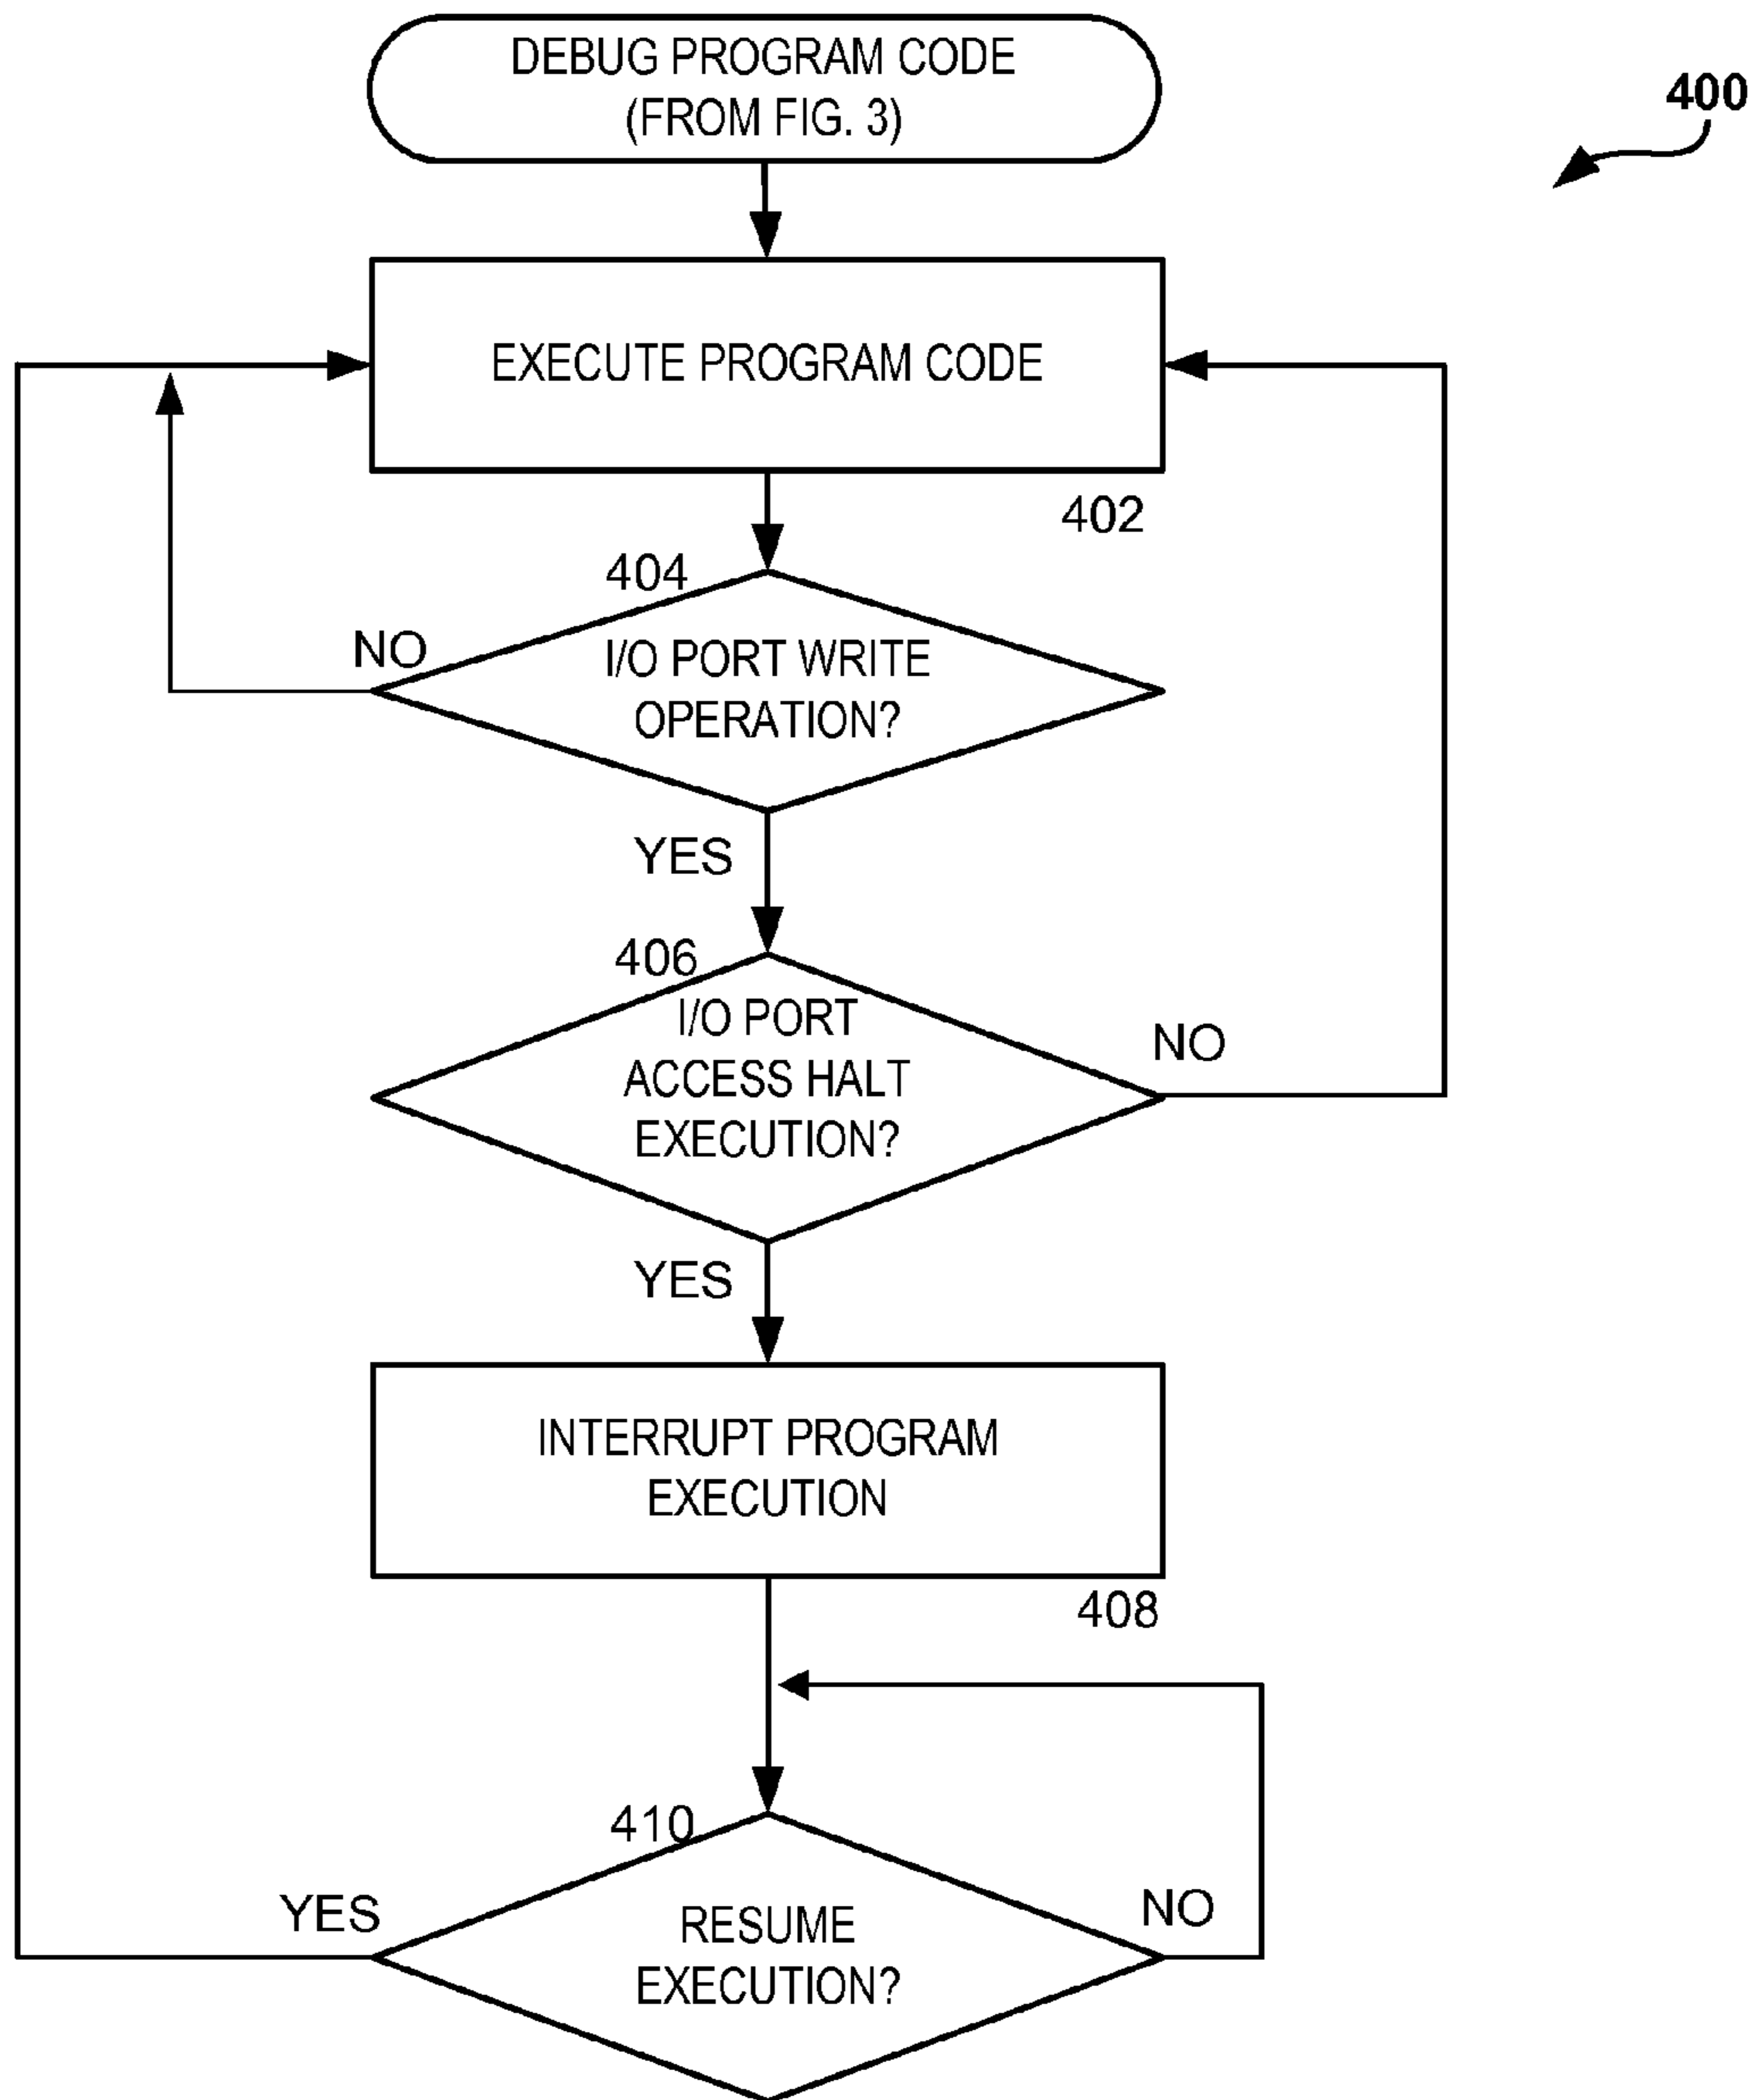 DEBUG PROGRAM CODE
(FROM FIG. 3)
400
EXECUTE PROGRAM CODE
402
404
NO
I/O PORT WRITE
OPERATION?
YES
406
I/O PORT
ACCESS HALT
EXECUTION?
NO
YES
INTERRUPT PROGRAM
EXECUTION
408
410
YES
RESUME
EXECUTION?
NO